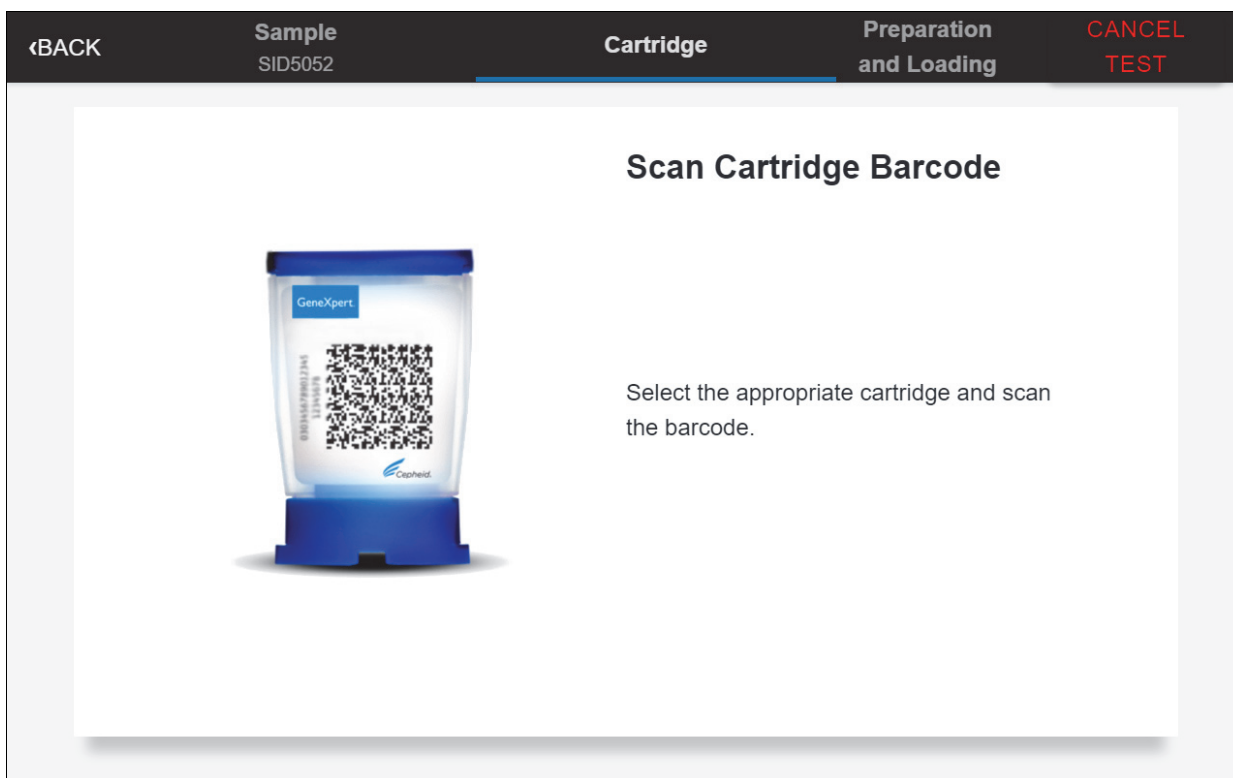 ‹BACK
Sample
SID5052
Cartridge
Preparation
and Loading
CANCEL
TEST
Scan Cartridge Barcode
GeneXpert.
12345678
Cepheid.
Select the appropriate cartridge and scan
the barcode.